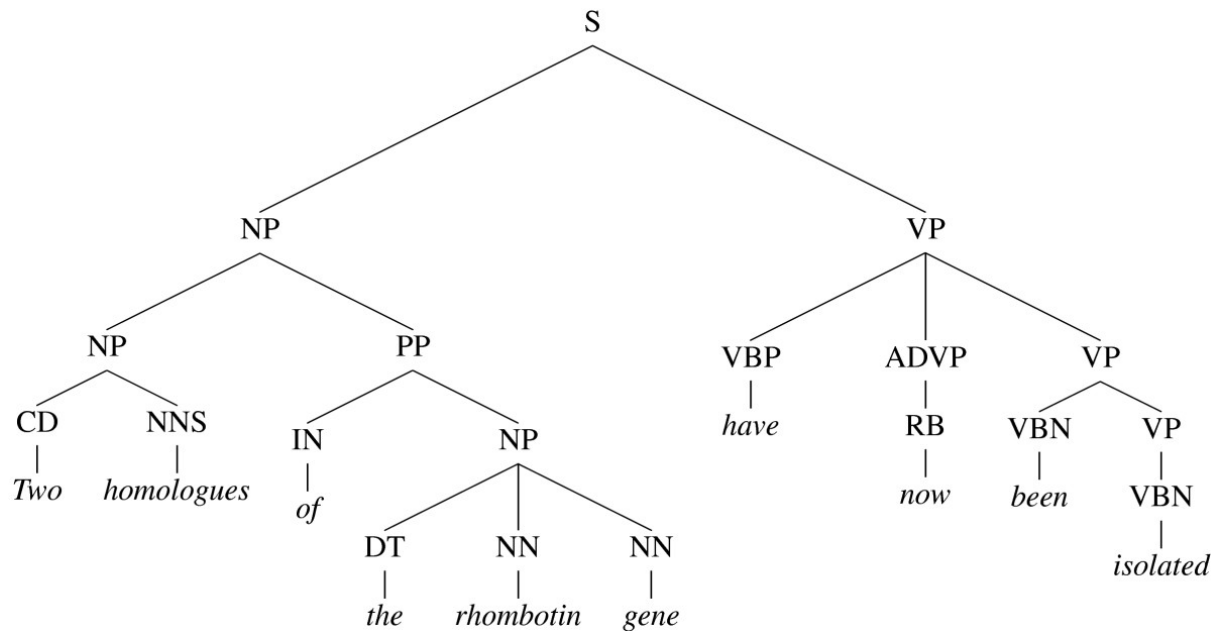 S
NP VP
NP PP VBP ADVP VP
CD NNS IN NP have RB VBN VP
Two homologues of now been VBN
DT NN NN isolated
the rhombotin gene